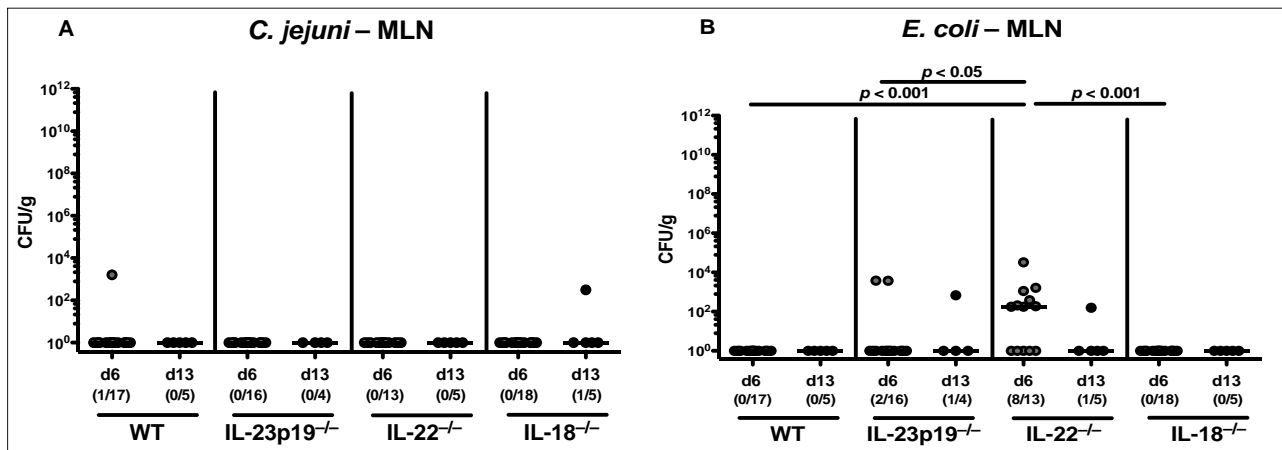 A
C. jejuni – MLN
CFU/g
10¹²
10¹⁰
10⁸
10⁶
10⁴
10²
10⁰
d6 d13 d6 d13 d6 d13 d6 d13
(1/17) (0/5) (0/16) (0/4) (0/13) (0/5) (0/18) (1/5)
WT IL-23p19⁻/⁻ IL-22⁻/⁻ IL-18⁻/⁻
B
E. coli – MLN
p < 0.05
p < 0.001 p < 0.001
CFU/g
10¹²
10¹⁰
10⁸
10⁶
10⁴
10²
10⁰
d6 d13 d6 d13 d6 d13 d6 d13
(0/17) (0/5) (2/16) (1/4) (8/13) (1/5) (0/18) (0/5)
WT IL-23p19⁻/⁻ IL-22⁻/⁻ IL-18⁻/⁻